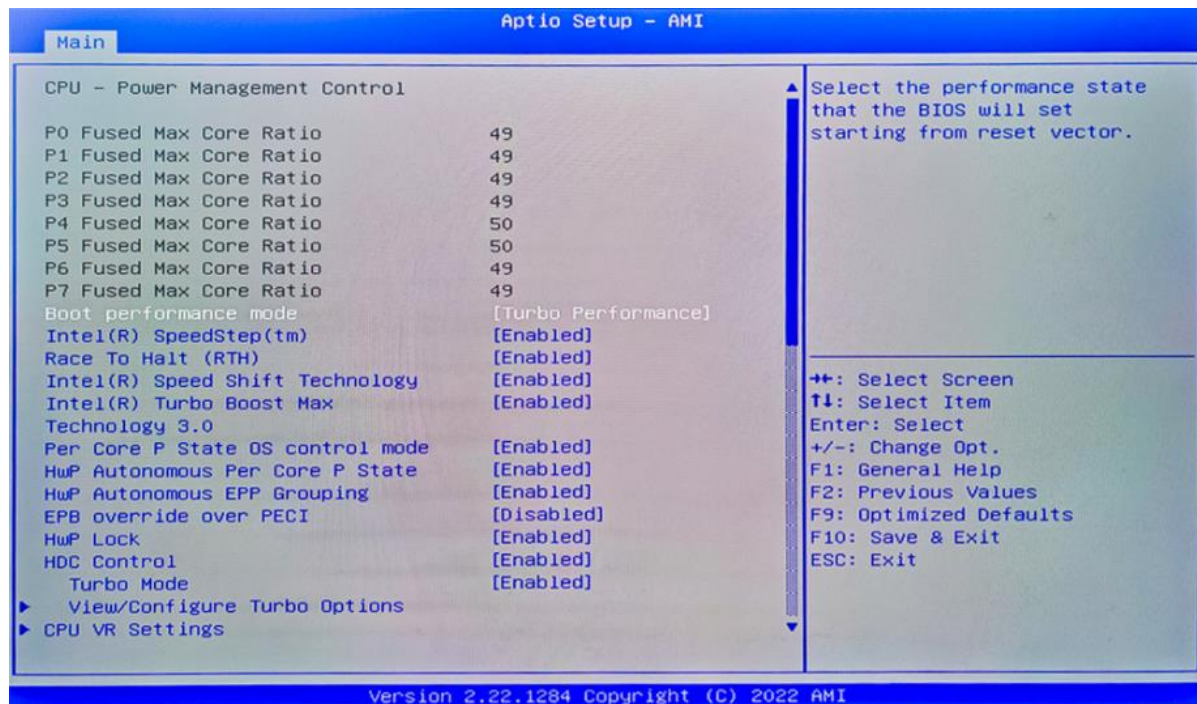 Aptio Setup – AMI
Main
CPU – Power Management Control
P0 Fused Max Core Ratio 49
P1 Fused Max Core Ratio 49
P2 Fused Max Core Ratio 49
P3 Fused Max Core Ratio 49
P4 Fused Max Core Ratio 50
P5 Fused Max Core Ratio 50
P6 Fused Max Core Ratio 49
P7 Fused Max Core Ratio 49
Boot performance mode [Turbo Performance]
Intel(R) SpeedStep(tm) [Enabled]
Race To Halt (RTH) [Enabled]
Intel(R) Speed Shift Technology [Enabled]
Intel(R) Turbo Boost Max [Enabled]
Technology 3.0
Per Core P State OS control mode [Enabled]
HwP Autonomous Per Core P State [Enabled]
HwP Autonomous EPP Grouping [Enabled]
EPB override over PECI [Disabled]
HwP Lock [Enabled]
HDC Control [Enabled]
Turbo Mode [Enabled]
View/Configure Turbo Options
CPU VR Settings
Select the performance state
that the BIOS will set
starting from reset vector.
→←: Select Screen
↑↓: Select Item
Enter: Select
+/-: Change Opt.
F1: General Help
F2: Previous Values
F9: Optimized Defaults
F10: Save & Exit
ESC: Exit
Version 2.22.1284 Copyright (C) 2022 AMI